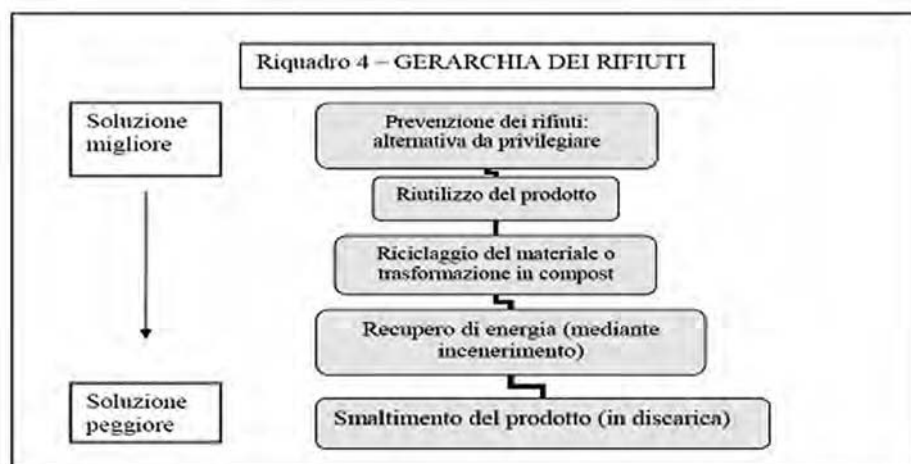 Riquadro 4 – GERARCHIA DEI RIFIUTI
Soluzione
migliore
Prevenzione dei rifiuti:
alternativa da privilegiare
Riutilizzo del prodotto
Riciclaggio del materiale o
trasformazione in compost
Recupero di energia (mediante
incenerimento)
Soluzione
peggiore
Smaltimento del prodotto (in discarica)